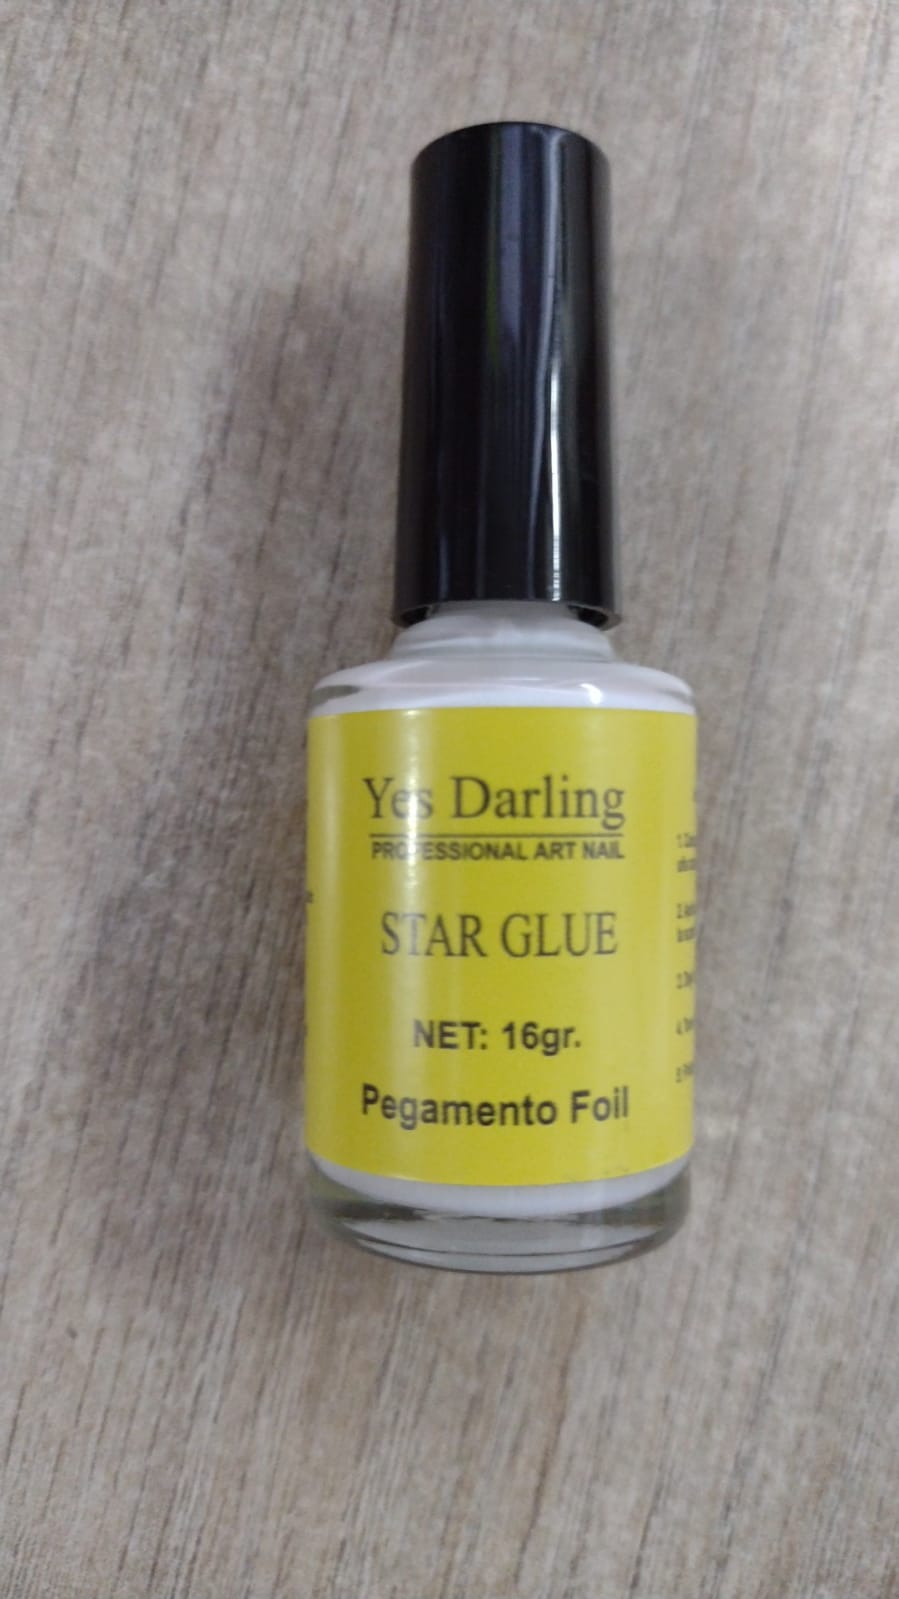 Yes Darling
PROFESSIONAL ART NAIL
STAR GLUE
NET: 16gr.
Pegamento Foil